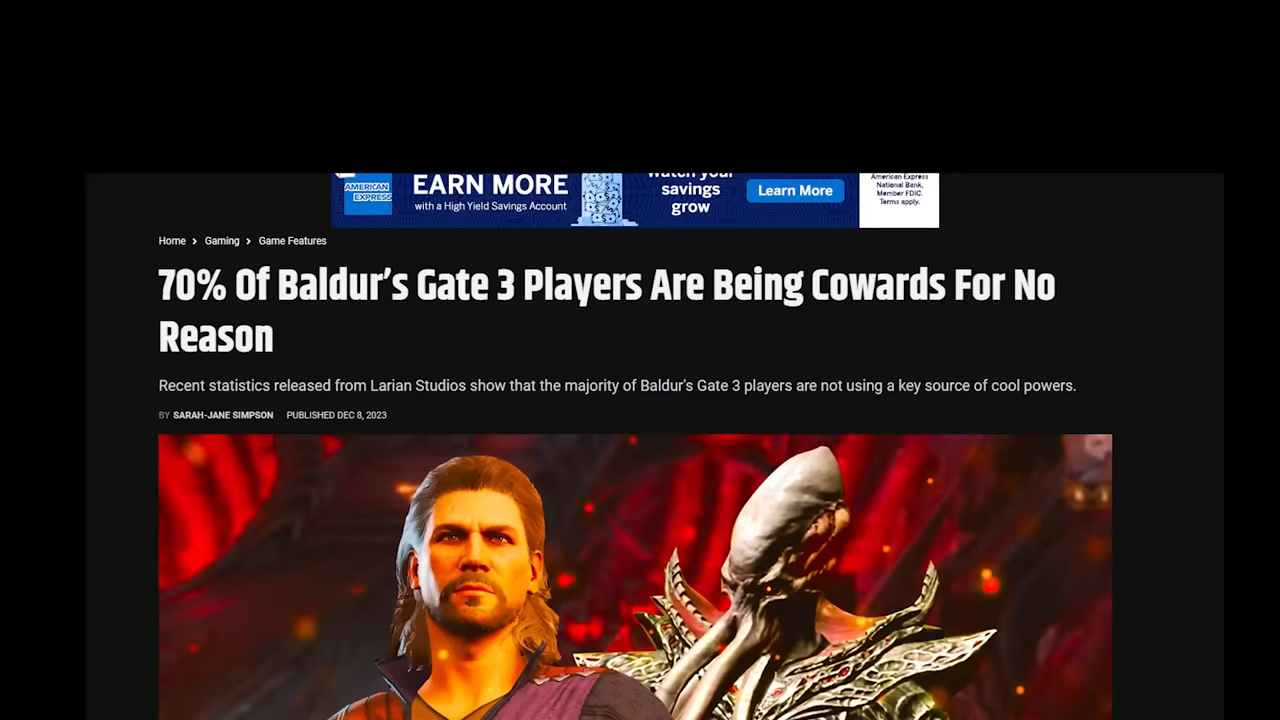 AMERICAN
EXPRESS
EARN MORE
with a High Yield Savings Account
Watch your
savings
grow
Learn More
American Express
National Bank,
Member FDIC.
Terms apply.
Home > Gaming > Game Features
70% Of Baldur's Gate 3 Players Are Being Cowards For No
Reason
Recent statistics released from Larian Studios show that the majority of Baldur's Gate 3 players are not using a key source of cool powers.
BY SARAH-JANE SIMPSON PUBLISHED DEC 8, 2023